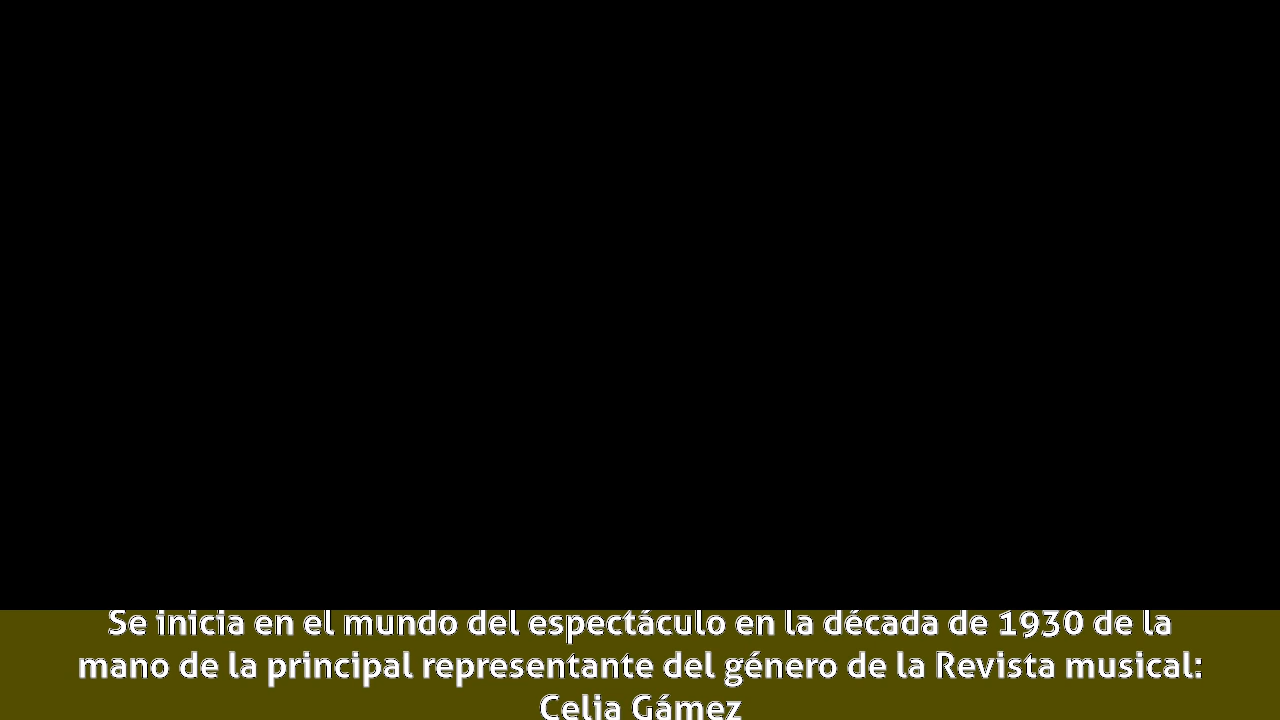 Se inicia en el mundo del espectáculo en la década de 1930 de la
mano de la principal representante del género de la Revista musical:
Celia Gámez